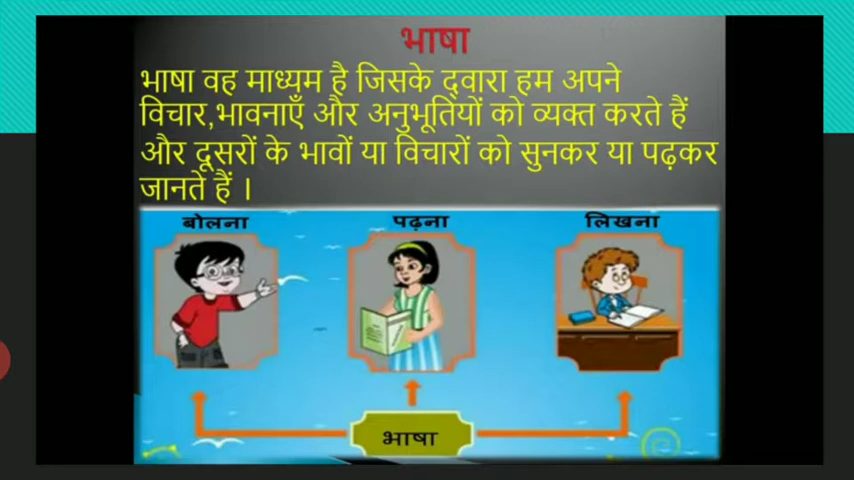 भाषा
भाषा वह माध्यम है जिसके द्वारा हम अपने
विचार,भावनाएँ और अनुभूतियों को व्यक्त करते हैं
और दूसरों के भावों या विचारों को सुनकर या पढ़कर
जानते हैं ।
बोलना पढ़ना लिखना
भाषा